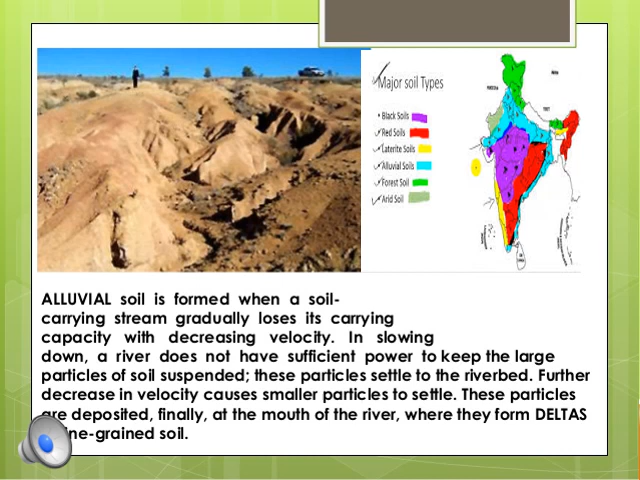 Major soil Types
Black Soils
Red Soils
Laterite Soils
Alluvial Soils
Forest Soil
Arid Soil
ALLUVIAL soil is formed when a soil-
carrying stream gradually loses its carrying
capacity with decreasing velocity. In slowing
down, a river does not have sufficient power to keep the large
particles of soil suspended; these particles settle to the riverbed. Further
decrease in velocity causes smaller particles to settle. These particles
are deposited, finally, at the mouth of the river, where they form DELTAS
ne-grained soil.